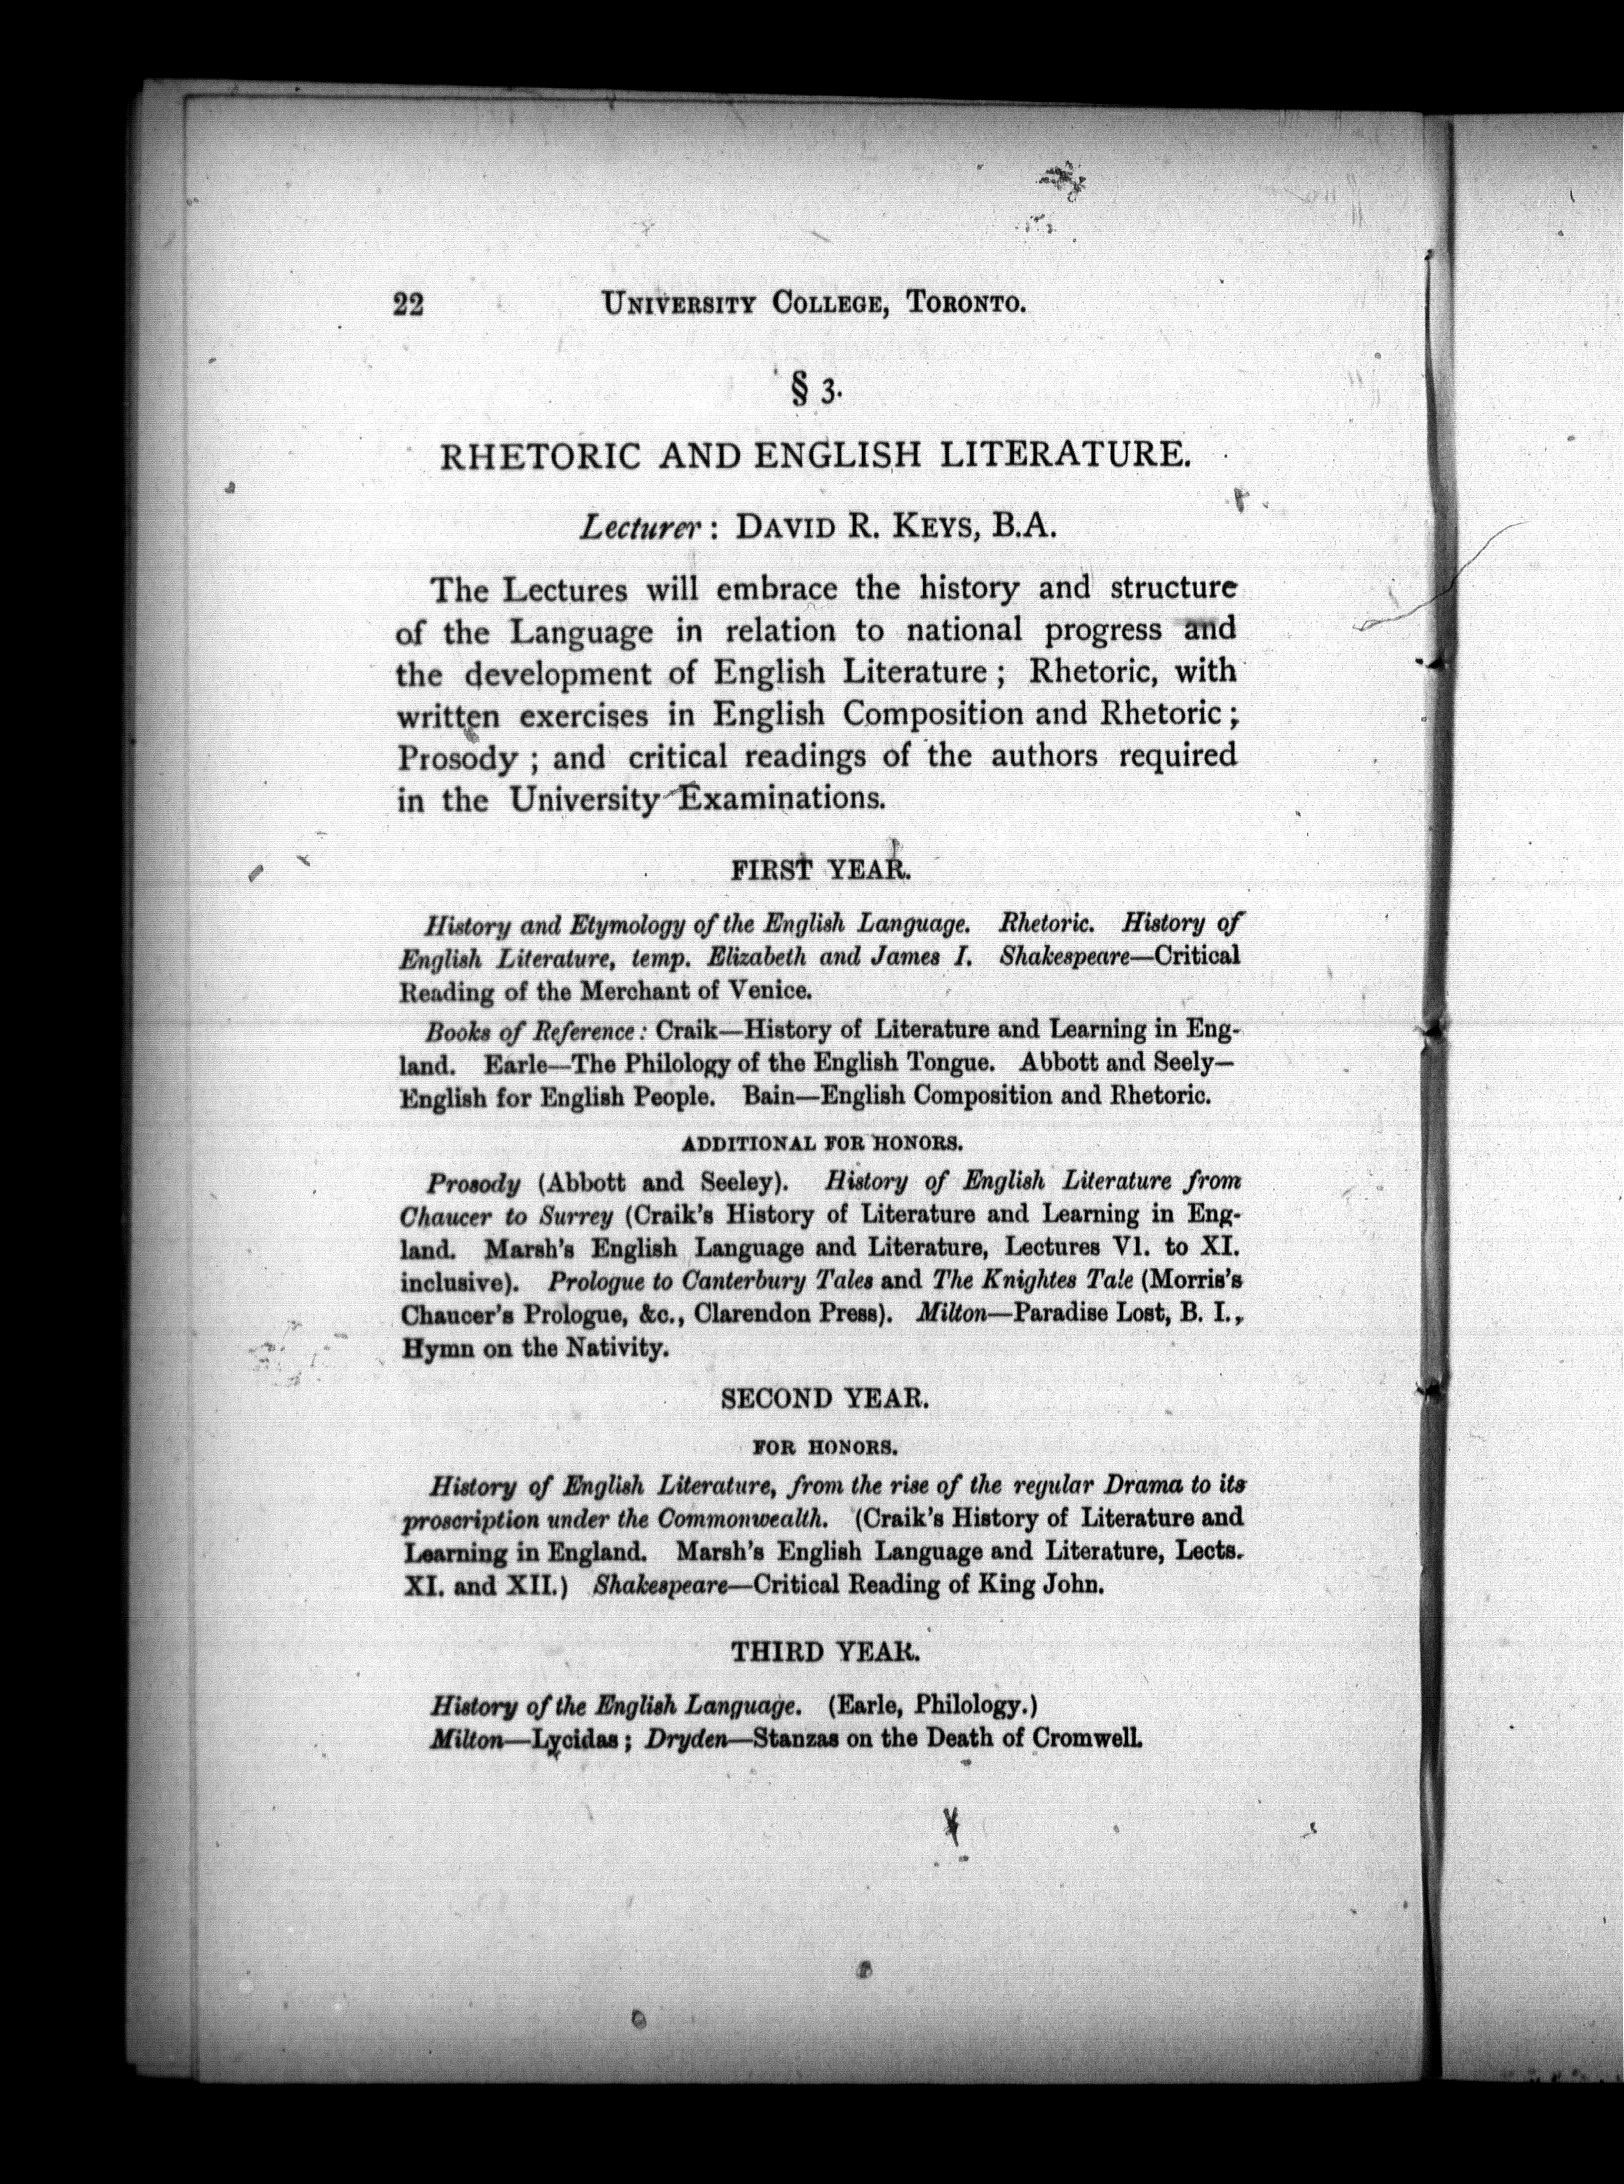 22 UNIVERSITY COLLEGE, TORONTO.
§ 3.
RHETORIC AND ENGLISH LITERATURE.
Lecturer : DAVID R. KEYS, B.A.
The Lectures will embrace the history and structure
of the Language in relation to national progress and
the development of English Literature ; Rhetoric, with
written exercises in English Composition and Rhetoric ;
Prosody ; and critical readings of the authors required
in the University Examinations.
FIRST YEAR.
History and Etymology of the English Language. Rhetoric. History of
English Literature, temp. Elizabeth and James I. Shakespeare—Critical
Reading of the Merchant of Venice.
Books of Reference : Craik—History of Literature and Learning in Eng-
land. Earle—The Philology of the English Tongue. Abbott and Seely—
English for English People. Bain—English Composition and Rhetoric.
ADDITIONAL FOR HONORS.
Prosody (Abbott and Seeley). History of English Literature from
Chaucer to Surrey (Craik's History of Literature and Learning in Eng-
land. Marsh's English Language and Literature, Lectures V1. to XI.
inclusive). Prologue to Canterbury Tales and The Knightes Tale (Morris's
Chaucer's Prologue, &c., Clarendon Press). Milton—Paradise Lost, B. I.,
Hymn on the Nativity.
SECOND YEAR.
FOR HONORS.
History of English Literature, from the rise of the regular Drama to its
proscription under the Commonwealth. (Craik's History of Literature and
Learning in England. Marsh's English Language and Literature, Lects.
XI. and XII.) Shakespeare—Critical Reading of King John.
THIRD YEAR.
History of the English Language. (Earle, Philology.)
Milton—Lycidas ; Dryden—Stanzas on the Death of Cromwell.